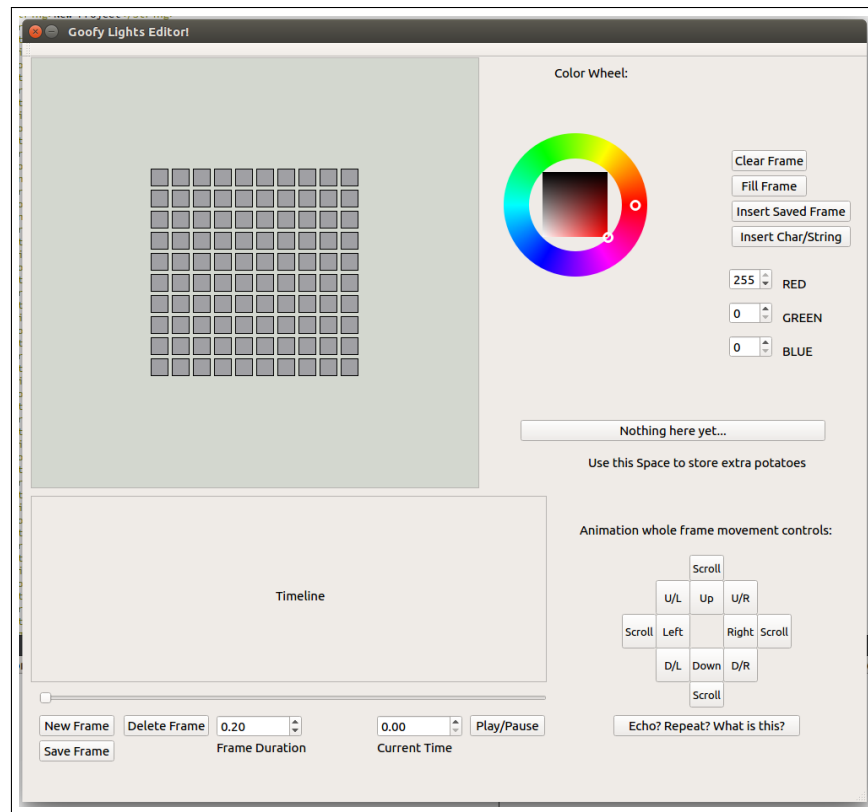 Goofy Lights Editor!
Color Wheel:
Clear Frame
Fill Frame
Insert Saved Frame
Insert Char/String
255 RED
0 GREEN
0 BLUE
Nothing here yet...
Use this Space to store extra potatoes
Timeline
Animation whole frame movement controls:
Scroll
U/L Up U/R
Scroll Left Right Scroll
D/L Down D/R
Scroll
New Frame Delete Frame 0.20 0.00 Play/Pause Echo? Repeat? What is this?
Save Frame Frame Duration Current Time